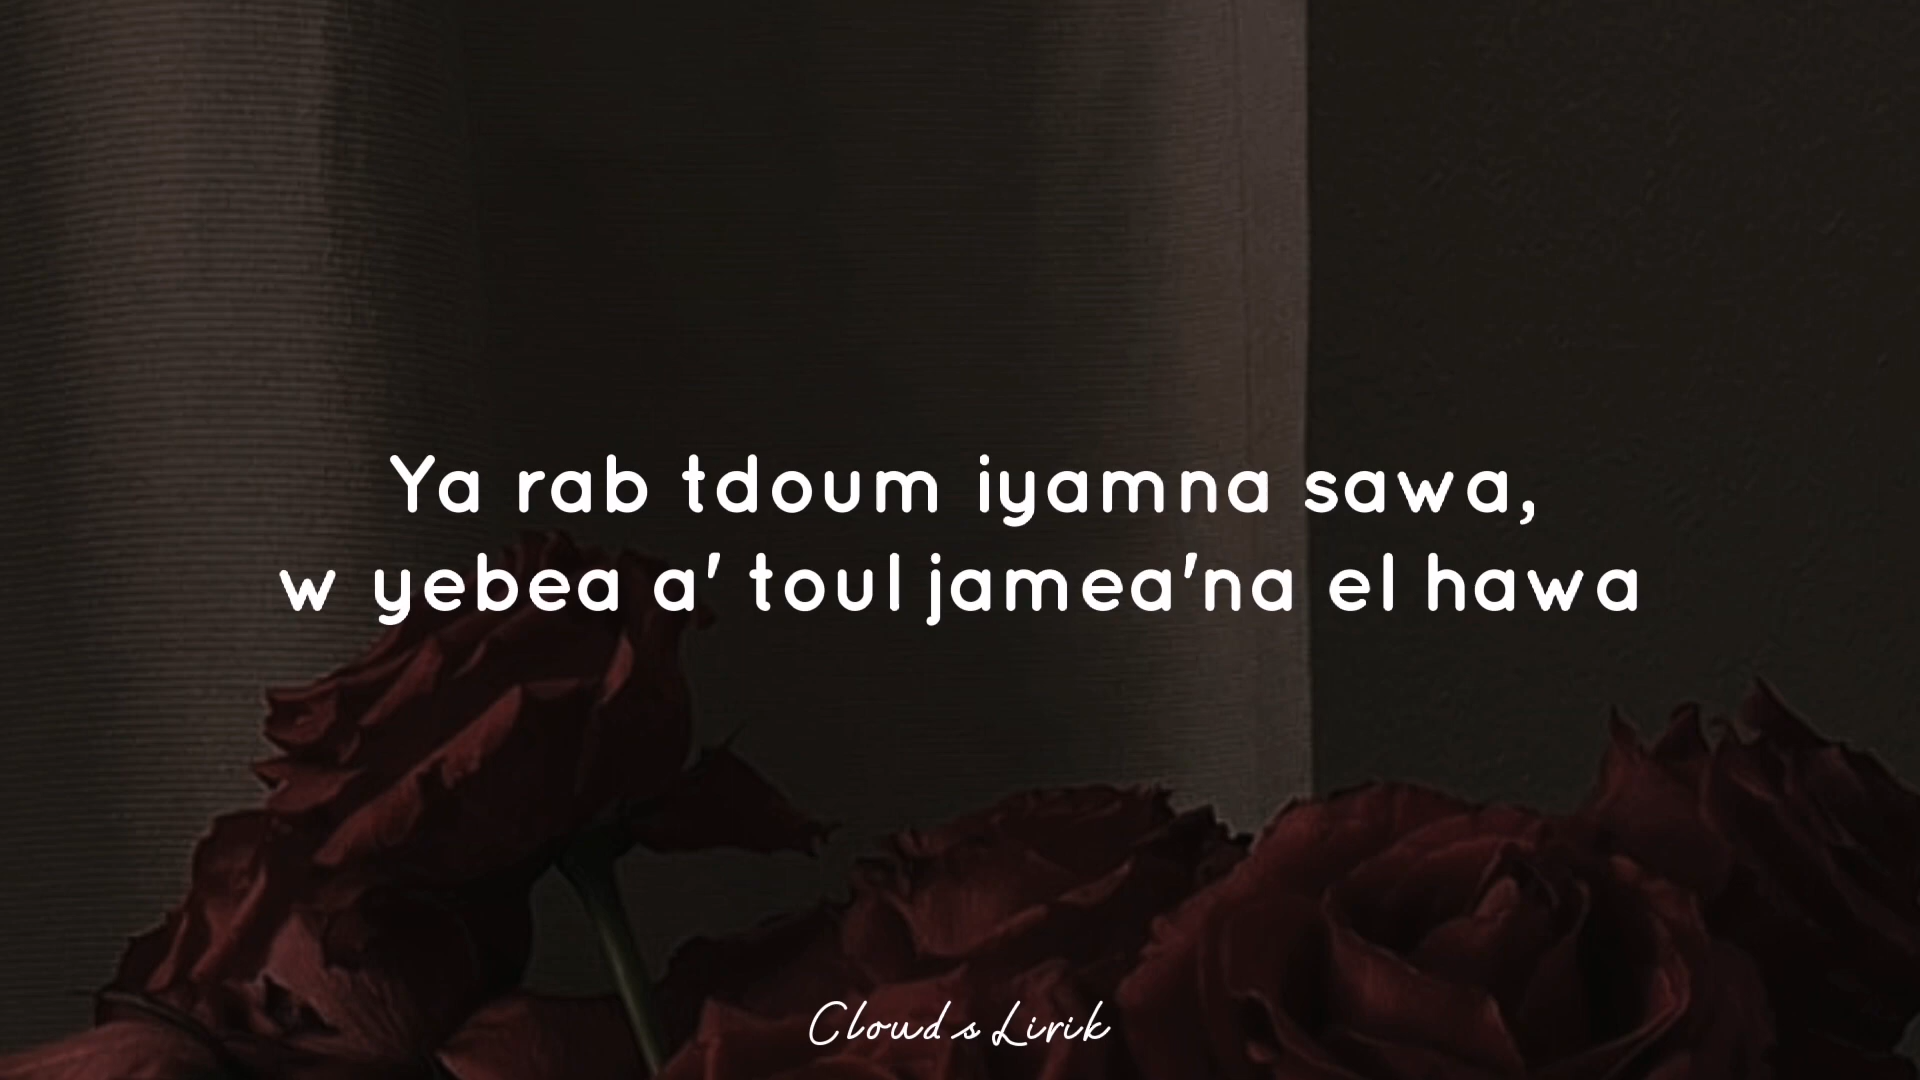 Ya rab tdoum iyamna sawa,
w yebea a' toul jamea'na el hawa
Clouds Lirik